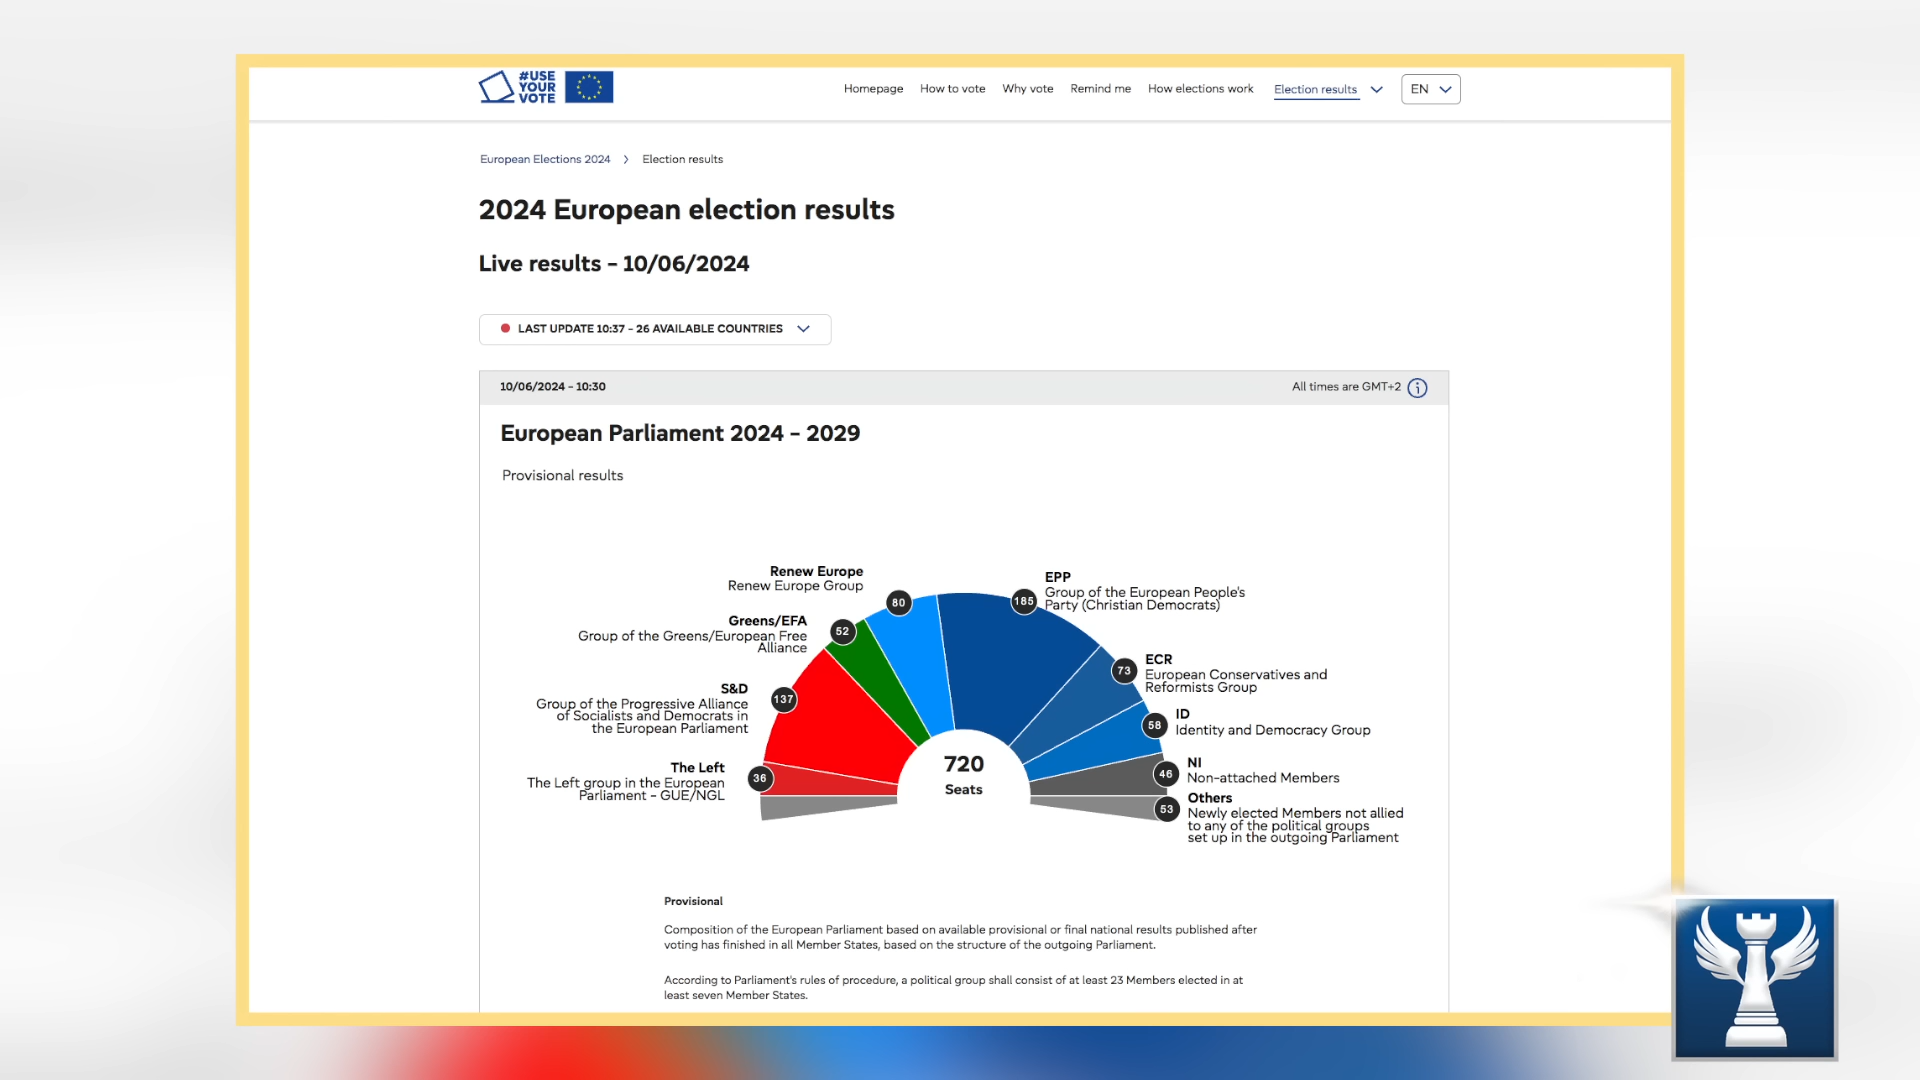 #USE
YOUR
VOTE
Homepage How to vote Why vote Remind me How elections work Election results EN
European Elections 2024 > Election results
2024 European election results
Live results - 10/06/2024
LAST UPDATE 10:37 - 26 AVAILABLE COUNTRIES
10/06/2024 - 10:30 All times are GMT+2 i
European Parliament 2024 - 2029
Provisional results
Renew Europe
Renew Europe Group
80
Greens/EFA
Group of the Greens/European Free
Alliance
52
S&D
Group of the Progressive Alliance
of Socialists and Democrats in
the European Parliament
137
The Left
The Left group in the European
Parliament - GUE/NGL
36
720
Seats
185
EPP
Group of the European People's
Party (Christian Democrats)
73
ECR
European Conservatives and
Reformists Group
58
ID
Identity and Democracy Group
46
NI
Non-attached Members
53
Others
Newly elected Members not allied
to any of the political groups
set up in the outgoing Parliament
Provisional
Composition of the European Parliament based on available provisional or final national results published after
voting has finished in all Member States, based on the structure of the outgoing Parliament.
According to Parliament's rules of procedure, a political group shall consist of at least 23 Members elected in at
least seven Member States.